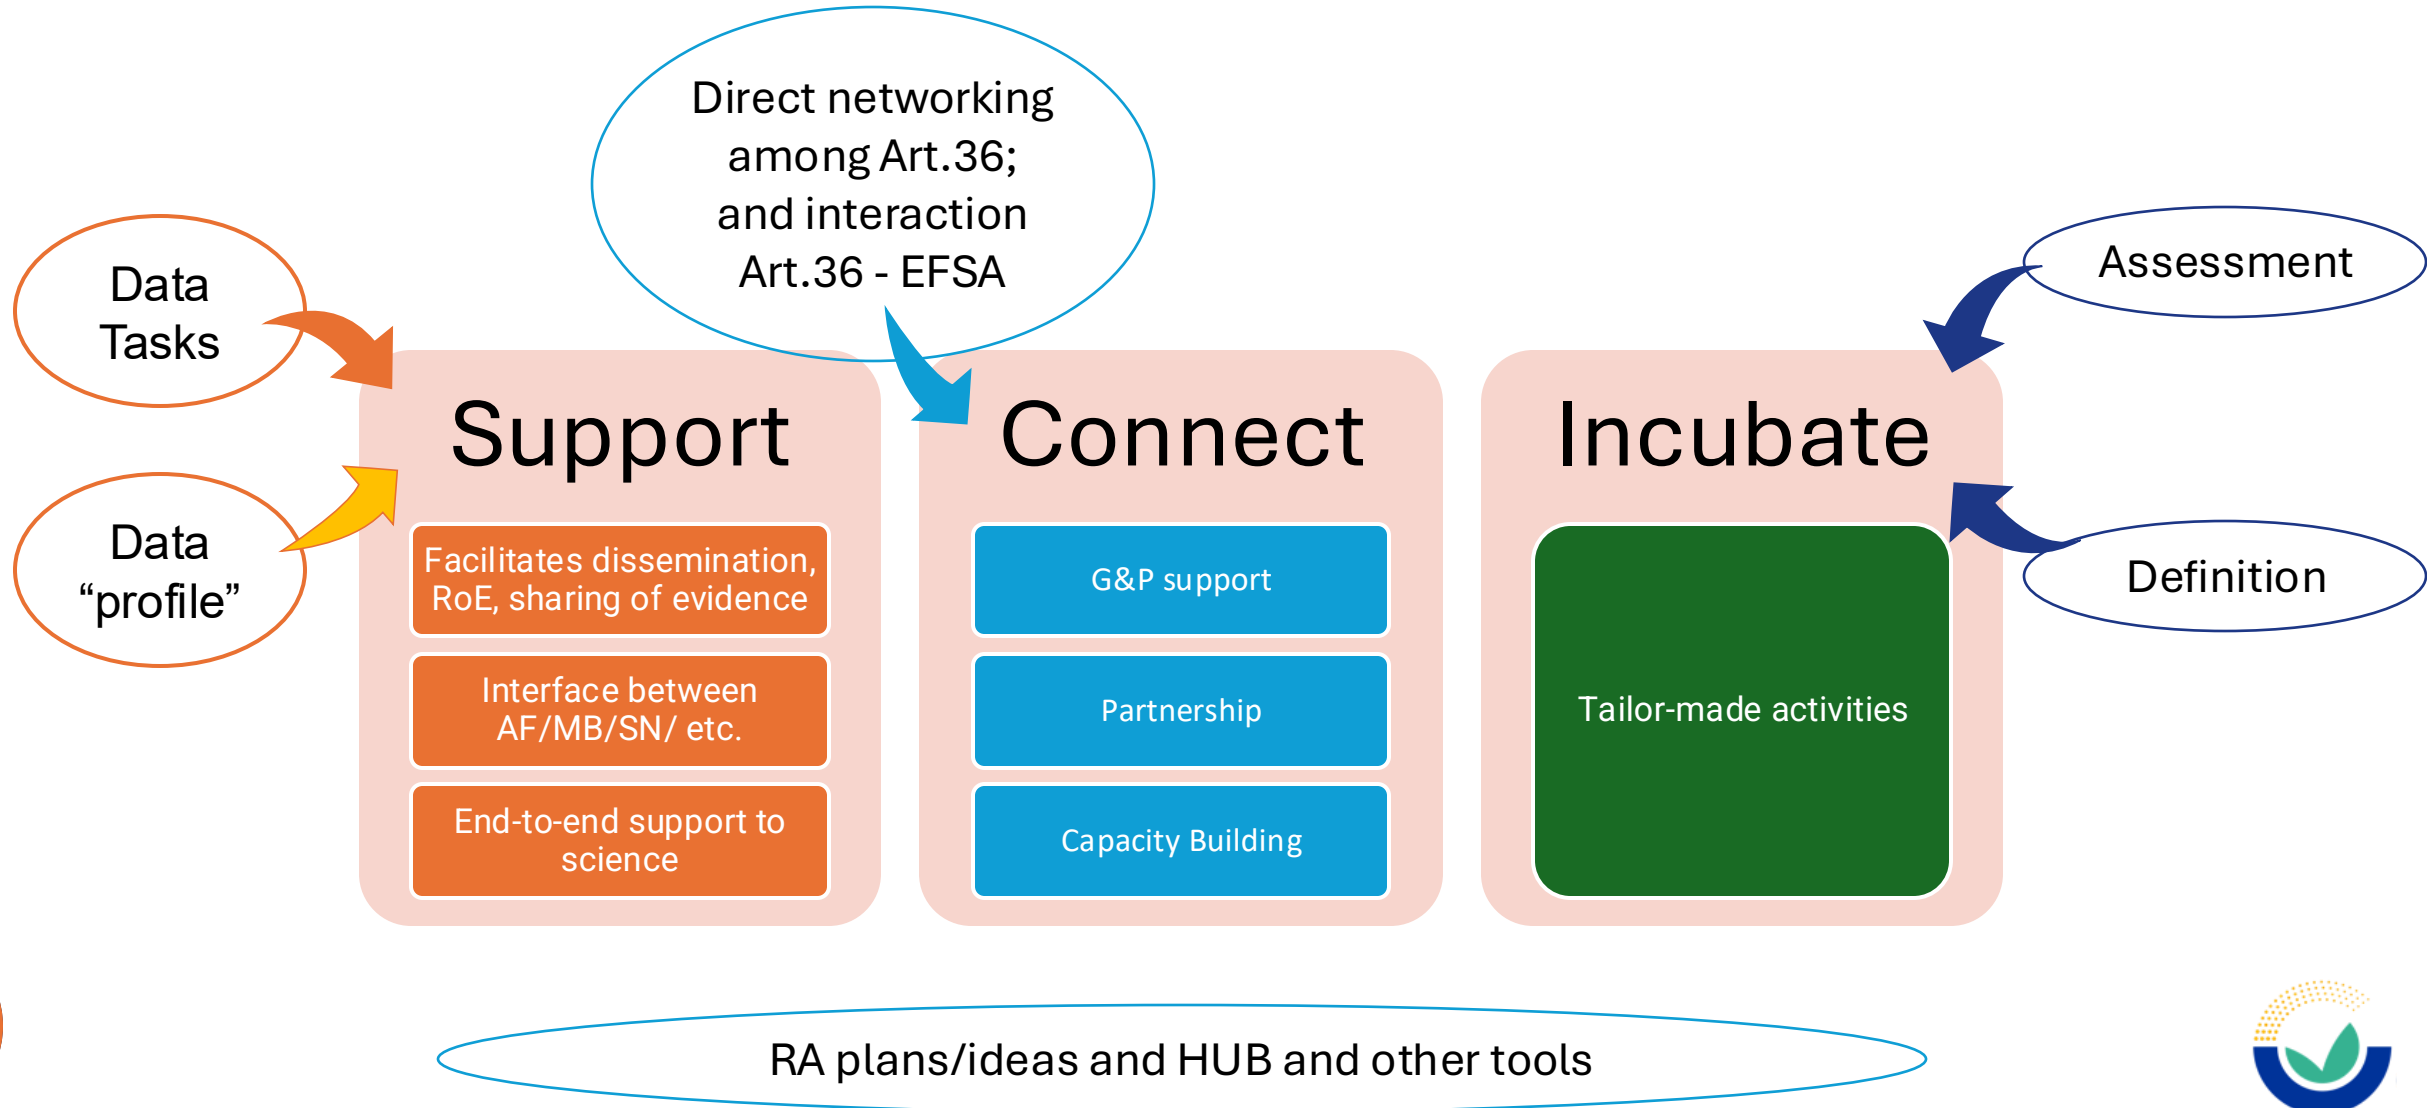 Direct networking
among Art.36;
and interaction
Art.36 - EFSA
Data
Tasks
Data
“profile”
Assessment
Definition
Support
Facilitates dissemination,
RoE, sharing of evidence
Interface between
AF/MB/SN/ etc.
End-to-end support to
science
Connect
G&P support
Partnership
Capacity Building
Incubate
Tailor-made activities
RA plans/ideas and HUB and other tools